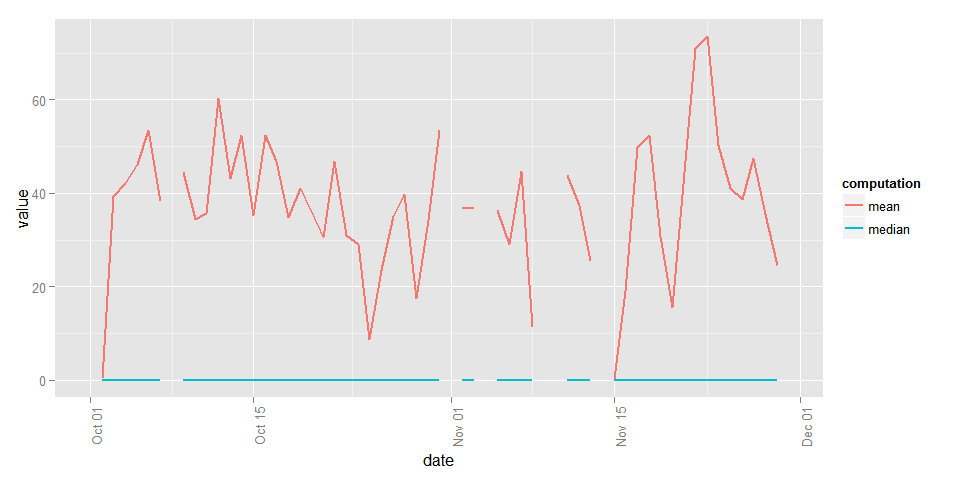 value
60
40
20
0
Oct 01
Oct 15
Nov 01
Nov 15
Dec 01
date
computation
mean
median